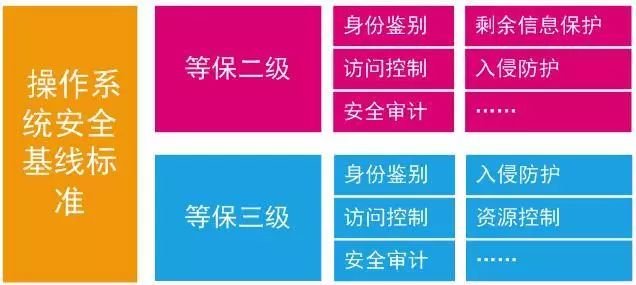 操作系
统安全
基线标
准
等保二级
身份鉴别
剩余信息保护
访问控制
入侵防护
安全审计
······
等保三级
身份鉴别
入侵防护
访问控制
资源控制
安全审计
······